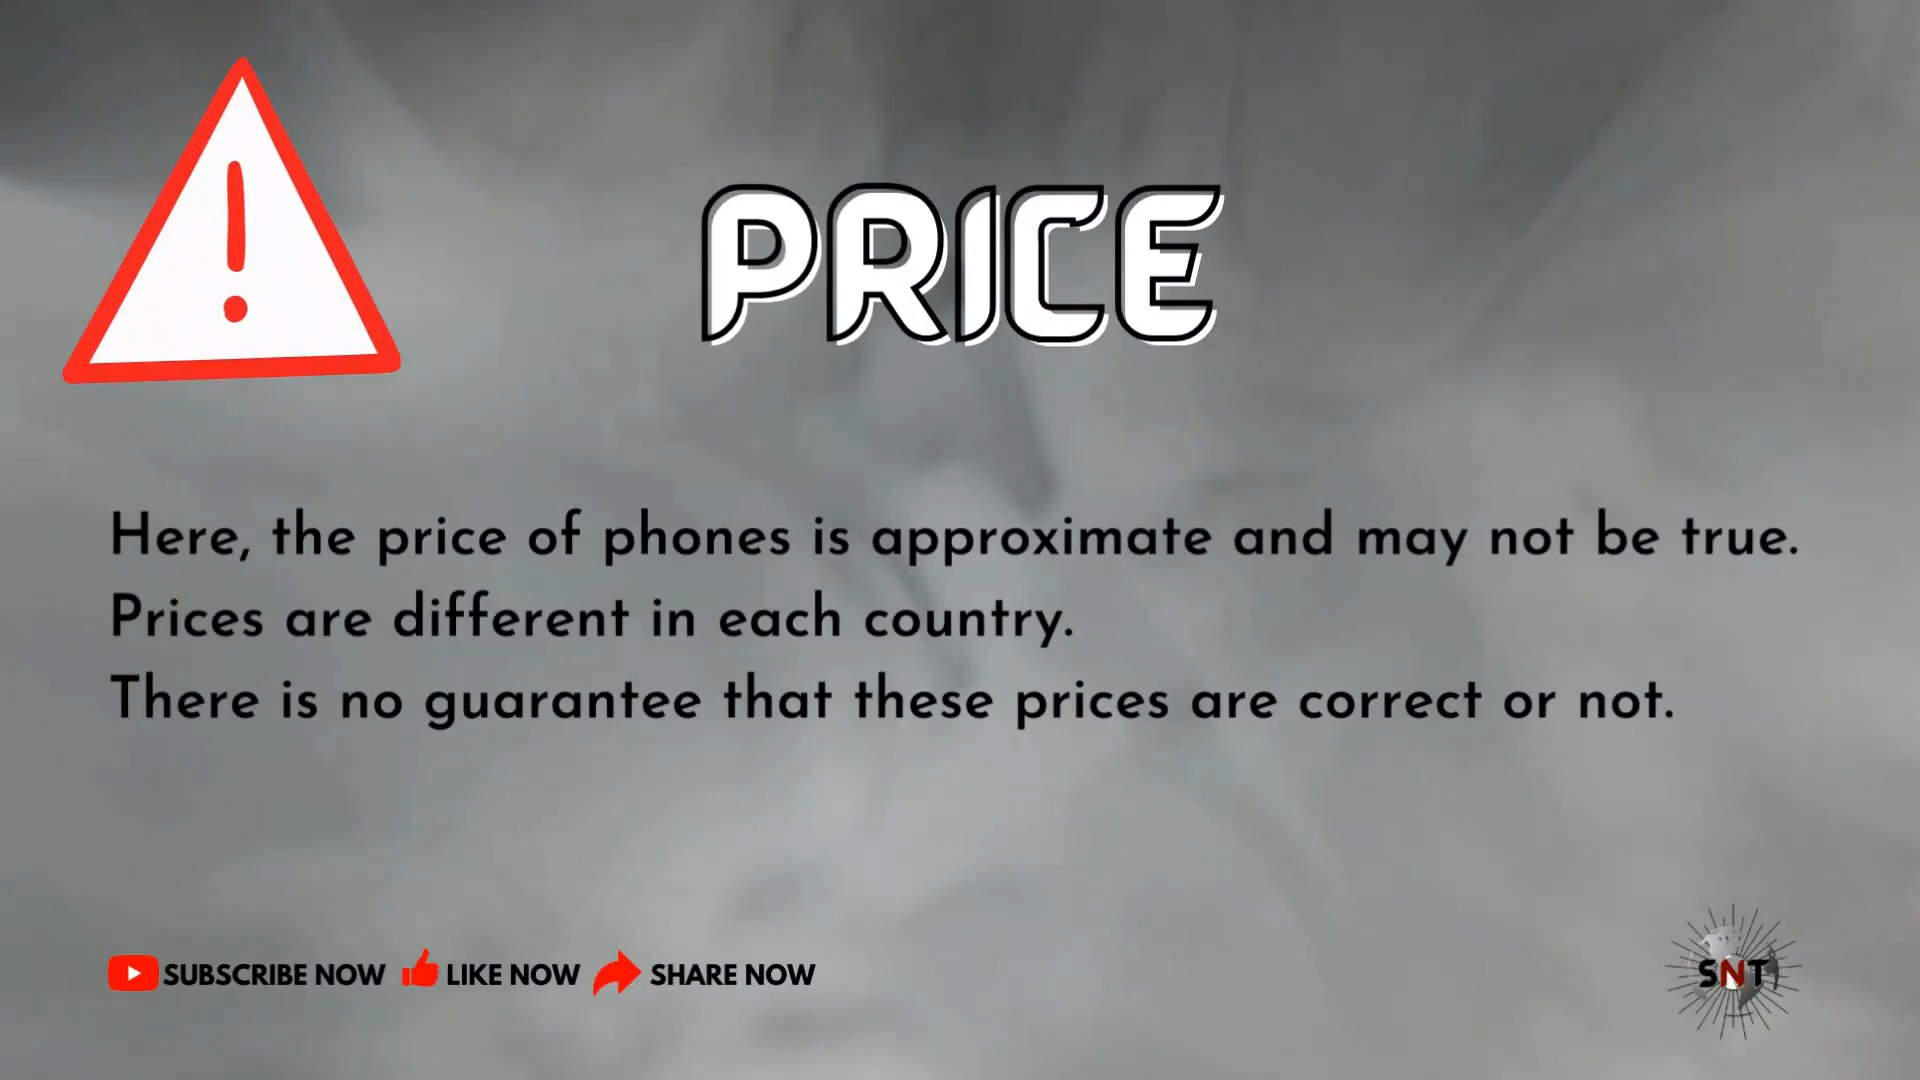 PRICE
Here, the price of phones is approximate and may not be true.
Prices are different in each country.
There is no guarantee that these prices are correct or not.
SUBSCRIBE NOW LIKE NOW SHARE NOW
SNT